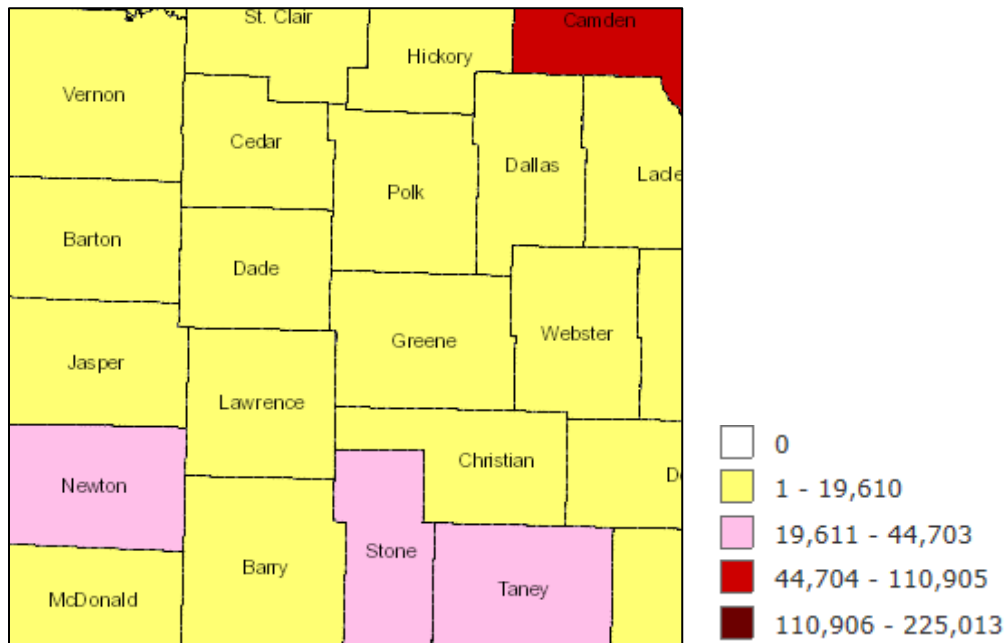 St. Clair
Camden
Hickory
Vernon
Cedar
Dallas
Lacle
Polk
Barton
Dade
Webster
Greene
Jasper
Lawrence
Christian
D
Newton
Stone
Barry
Taney
McDonald
0
1 - 19,610
19,611 - 44,703
44,704 - 110,905
110,906 - 225,013